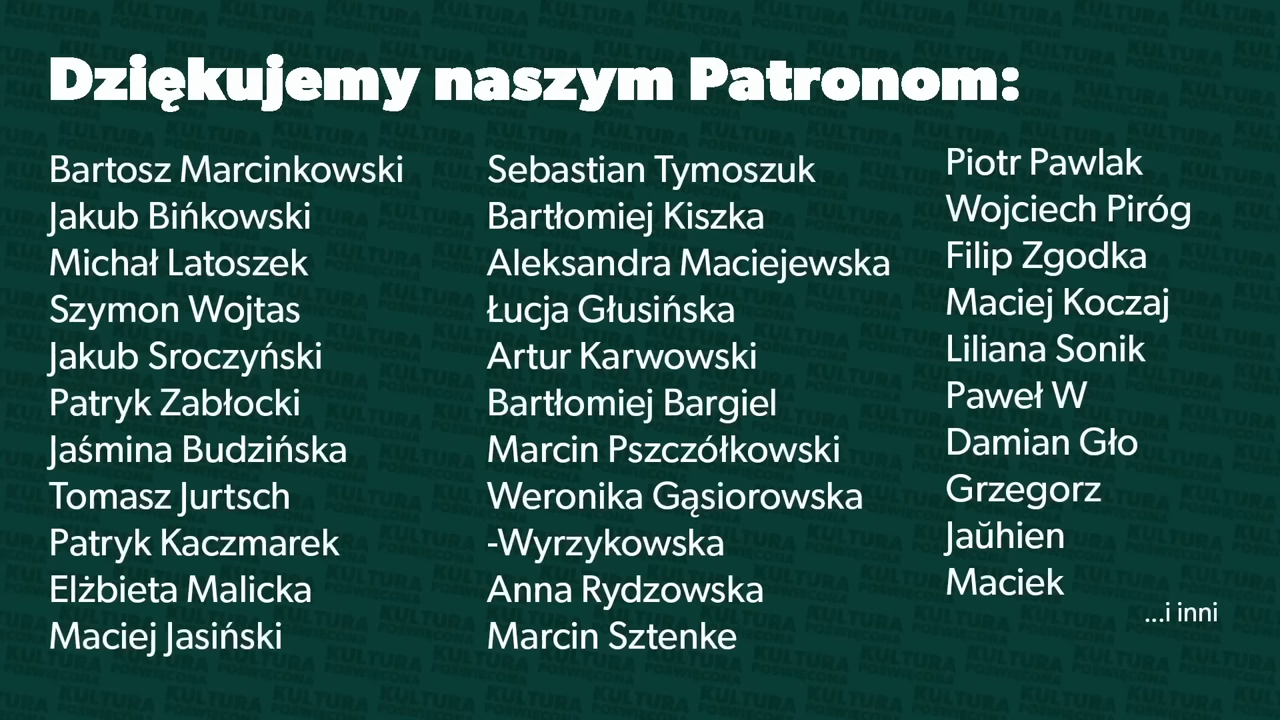 Dziękujemy naszym Patronom:
Bartosz Marcinkowski
Jakub Bińkowski
Michał Latoszek
Szymon Wojtas
Jakub Sroczyński
Patryk Zabłocki
Jaśmina Budzińska
Tomasz Jurtsch
Patryk Kaczmarek
Elżbieta Malicka
Maciej Jasiński
Sebastian Tymoszuk
Bartłomiej Kiszka
Aleksandra Maciejewska
Łucja Głusińska
Artur Karwowski
Bartłomiej Bargiel
Marcin Pszczółkowski
Weronika Gąsiorowska
-Wyrzykowska
Anna Rydzowska
Marcin Sztenke
Piotr Pawlak
Wojciech Piróg
Filip Zgodka
Maciej Koczaj
Liliana Sonik
Paweł W
Damian Gło
Grzegorz
Jaŭhien
Maciek
...i inni